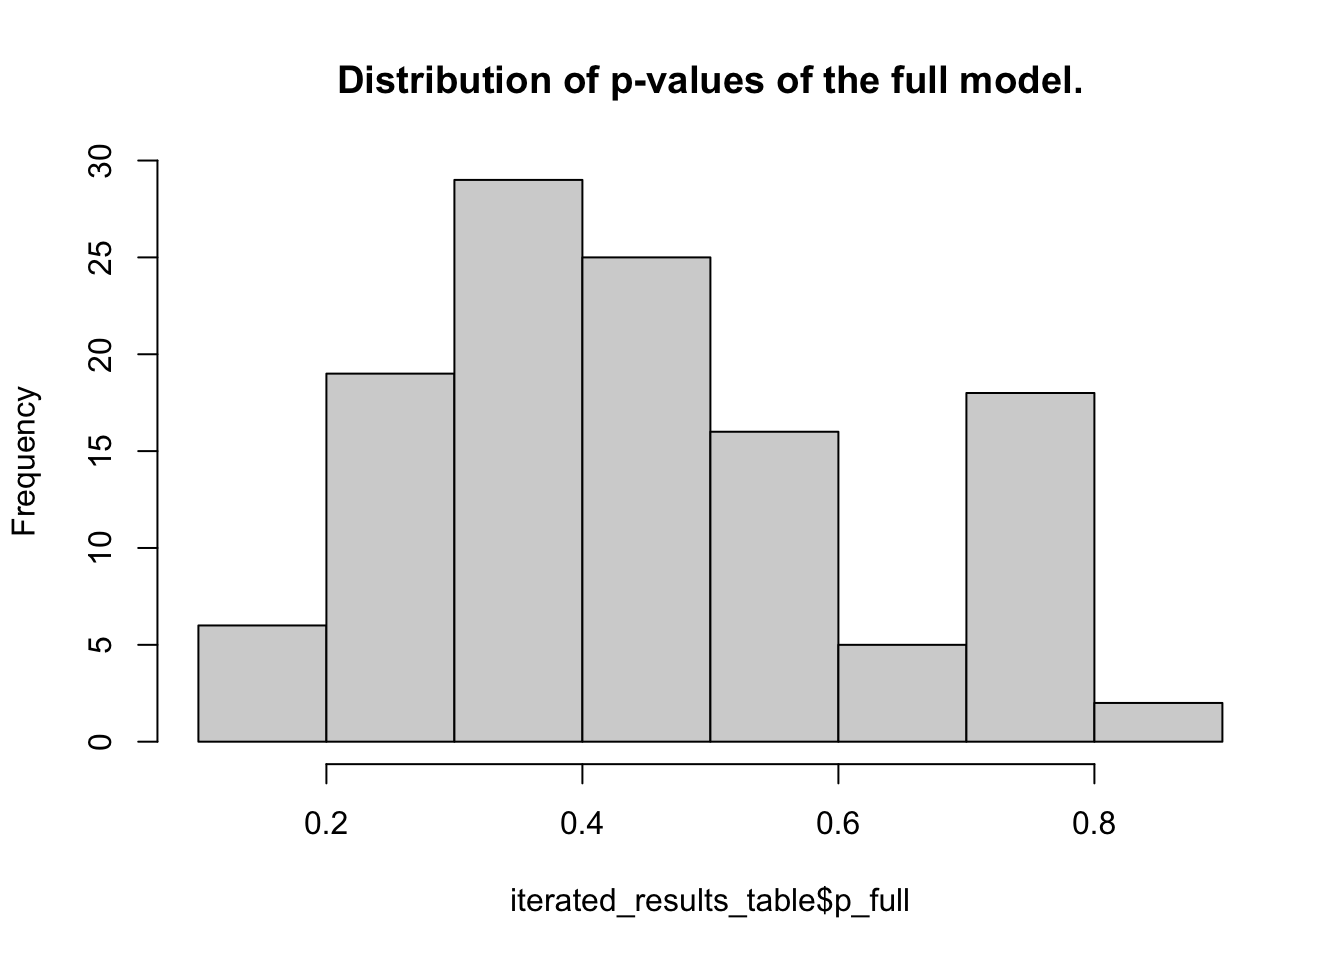 Distribution of p-values of the full model.
Frequency
30
25
20
15
10
5
0
0.2 0.4 0.6 0.8
iterated_results_table$p_full